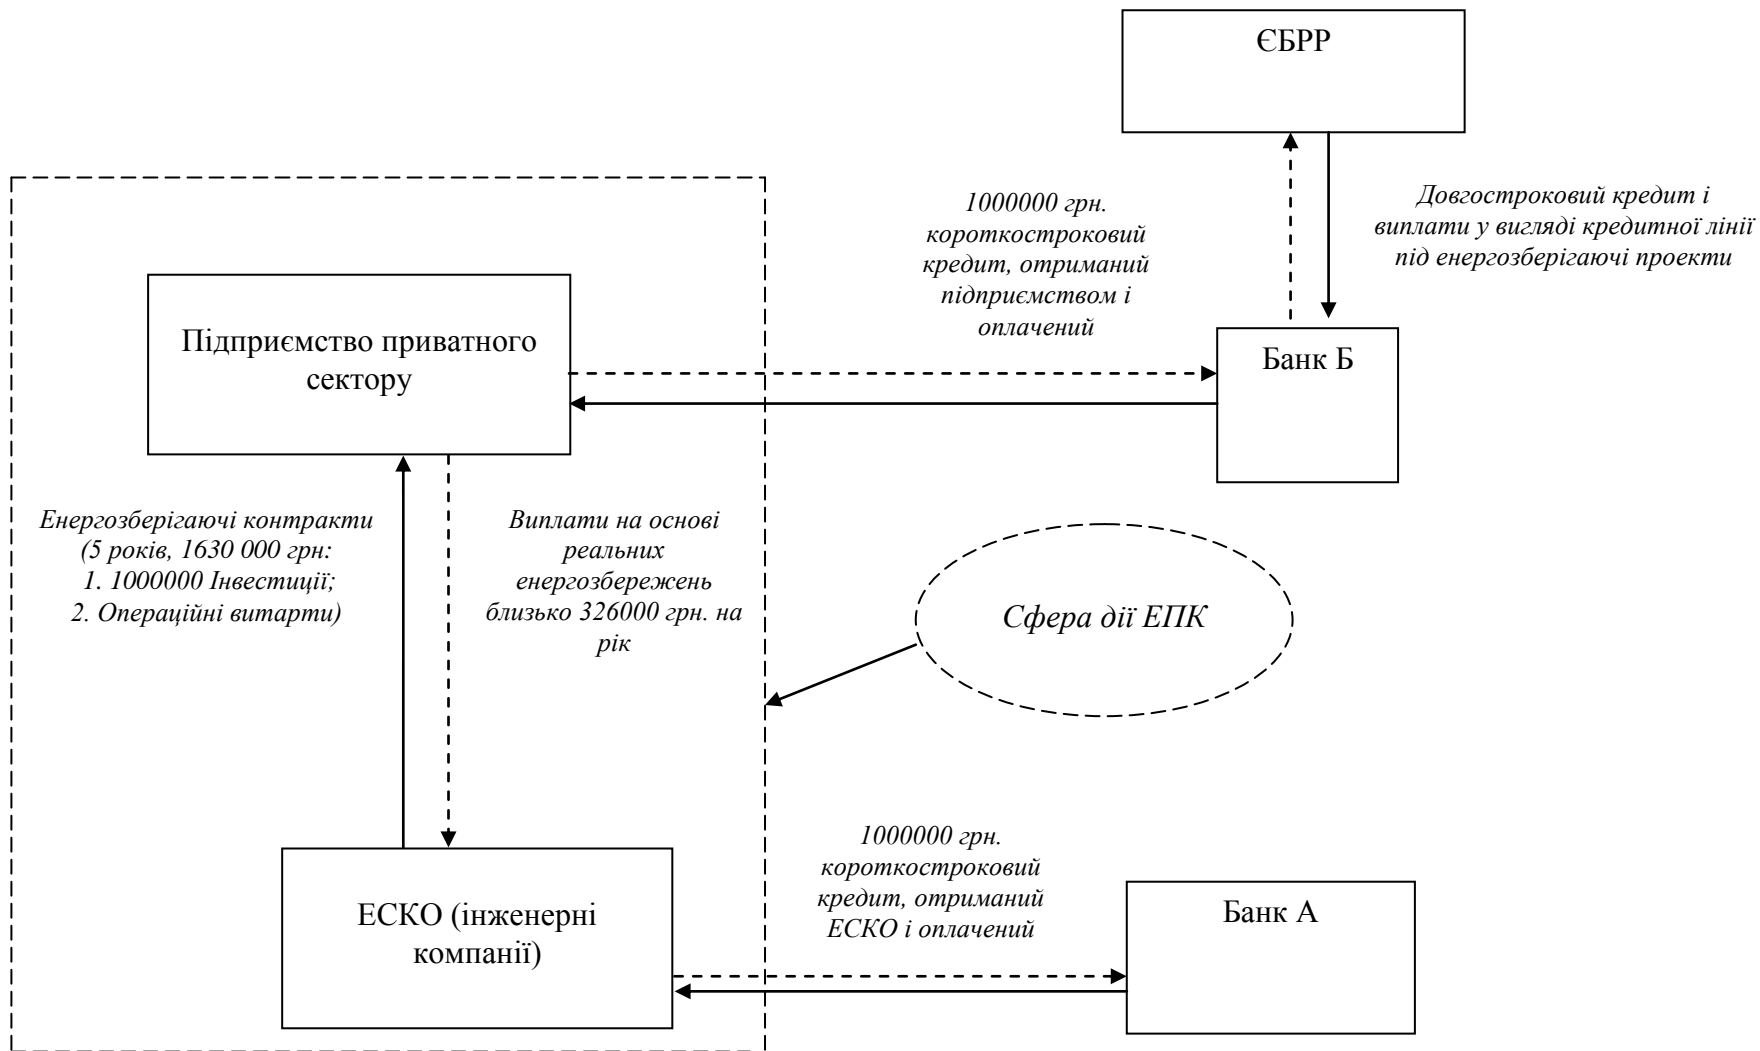 ЄБРР
Довгостроковий кредит і
виплати у вигляді кредитної лінії
під енергозберігаючі проекти
1000000 грн.
короткостроковий
кредит, отриманий
підприємством і
оплачений
Підприємство приватного
сектору
Банк Б
Енергозберігаючі контракти
(5 років, 1630 000 грн:
1. 1000000 Інвестиції;
2. Операційні витарти)
Виплати на основі
реальних
енергозбережень
близько 326000 грн. на
рік
Сфера дії ЕПК
1000000 грн.
короткостроковий
кредит, отриманий
ЕСКО і оплачений
ЕСКО (інженерні
компанії)
Банк А